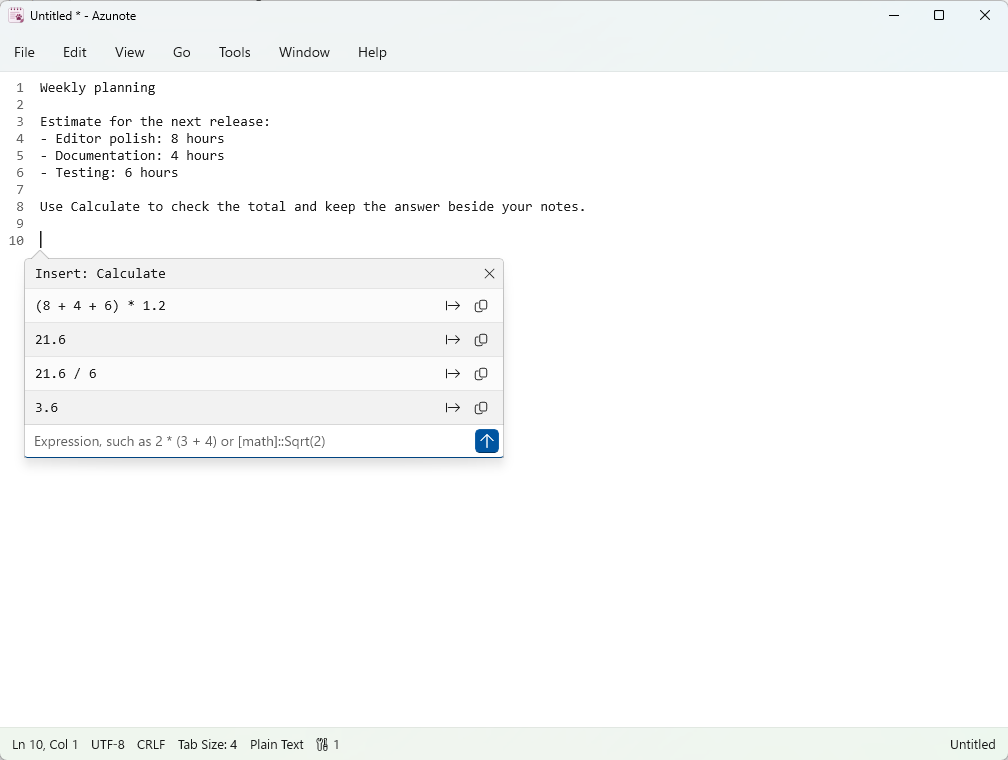 Untitled * - Azunote
File Edit View Go Tools Window Help
1 Weekly planning
2
3 Estimate for the next release:
4 - Editor polish: 8 hours
5 - Documentation: 4 hours
6 - Testing: 6 hours
7
8 Use Calculate to check the total and keep the answer beside your notes.
9
10
Insert: Calculate
(8 + 4 + 6) * 1.2
21.6
21.6 / 6
3.6
Expression, such as 2 * (3 + 4) or [math]::Sqrt(2)
Ln 10, Col 1 UTF-8 CRLF Tab Size: 4 Plain Text 1 Untitled